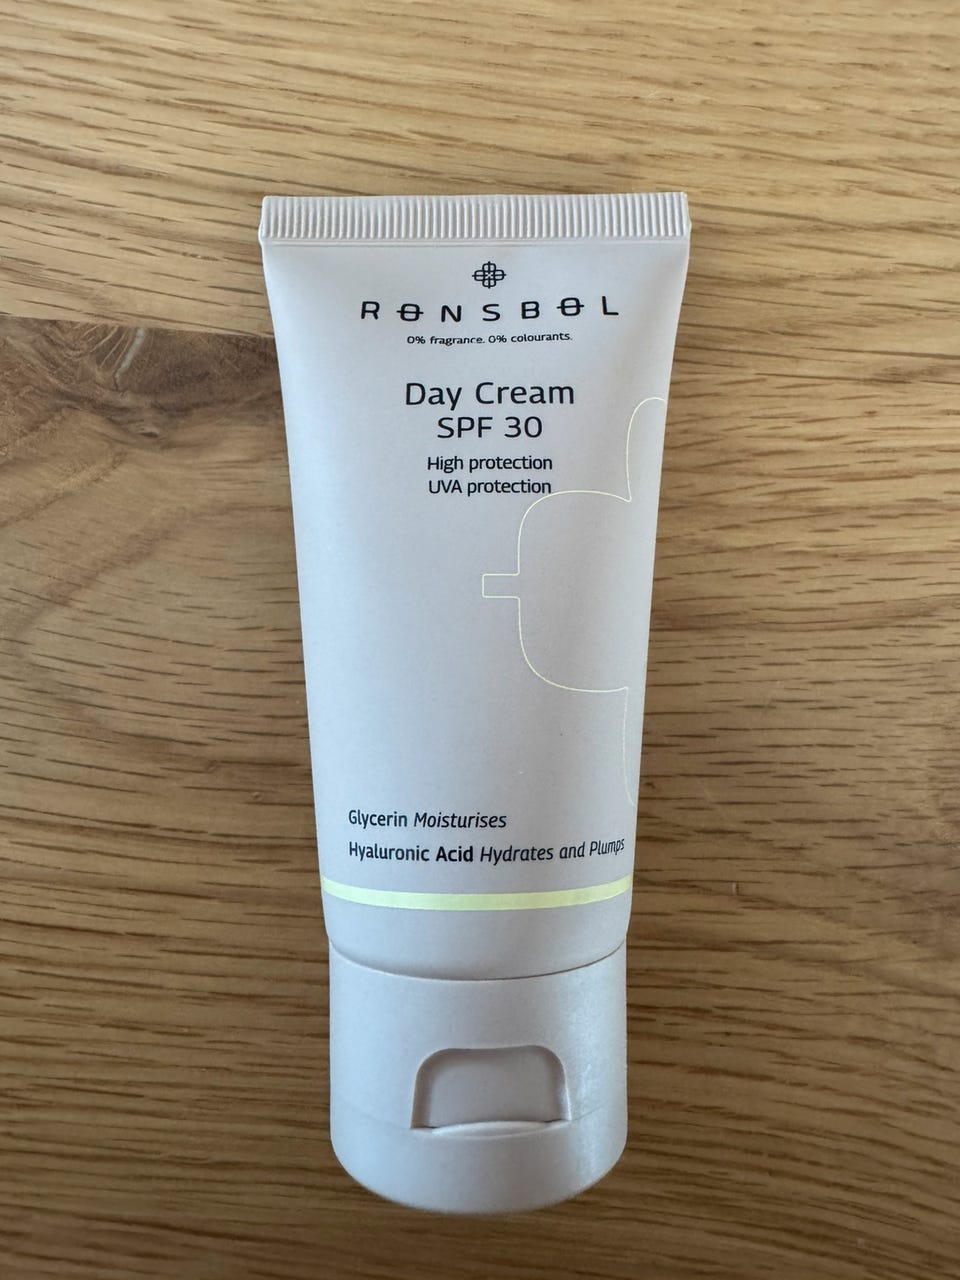 RONSBOL
0% fragrance. 0% colourants.
Day Cream
SPF 30
High protection
UVA protection
Glycerin Moisturises
Hyaluronic Acid Hydrates and Plumps